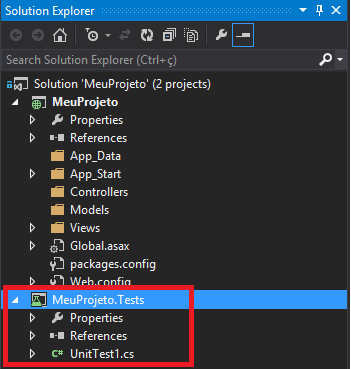 Solution Explorer
Search Solution Explorer (Ctrl+ç)
Solution 'MeuProjeto' (2 projects)
MeuProjeto
Properties
References
App_Data
App_Start
Controllers
Models
Views
Global.asax
packages.config
Web.config
MeuProjeto.Tests
Properties
References
C# UnitTest1.cs